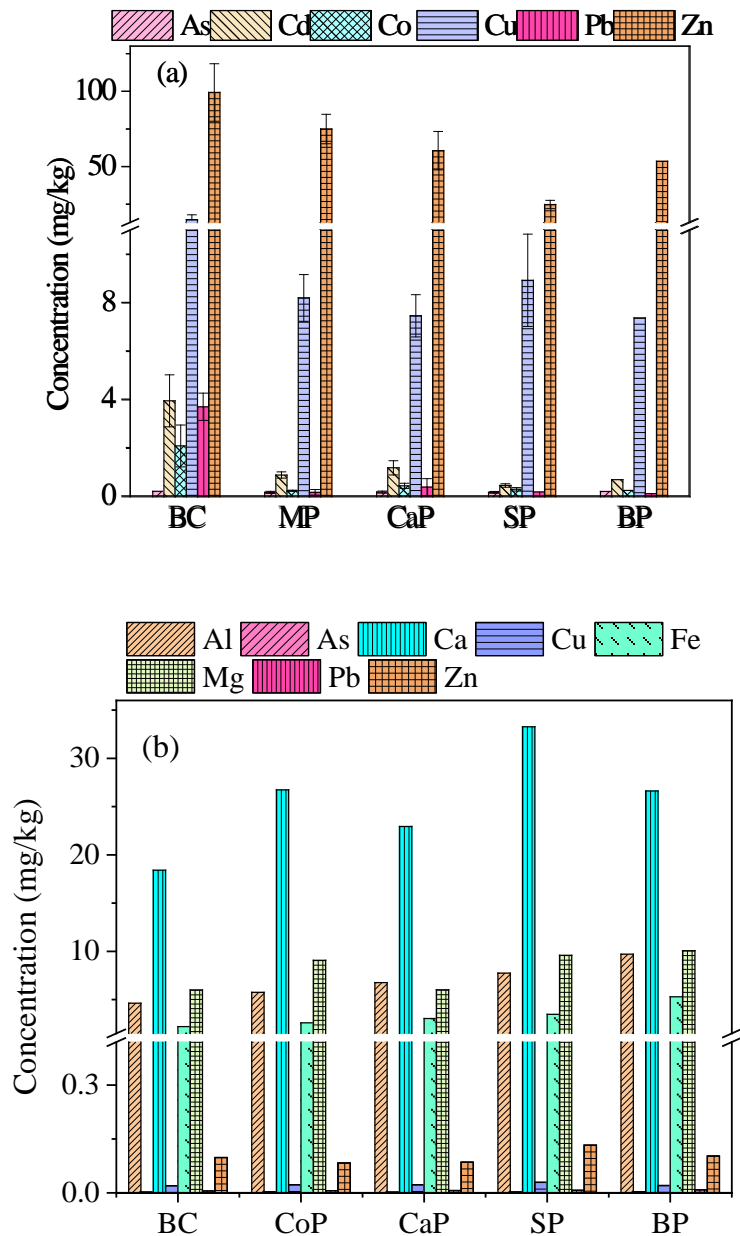 As Cd Co Cu Pb Zn
(a)
Concentration (mg/kg)
100
50
8
4
0
BC MP CaP SP BP
Al As Ca Cu Fe
Mg Pb Zn
(b)
Concentration (mg/kg)
30
20
10
0.3
0.0
BC CoP CaP SP BP